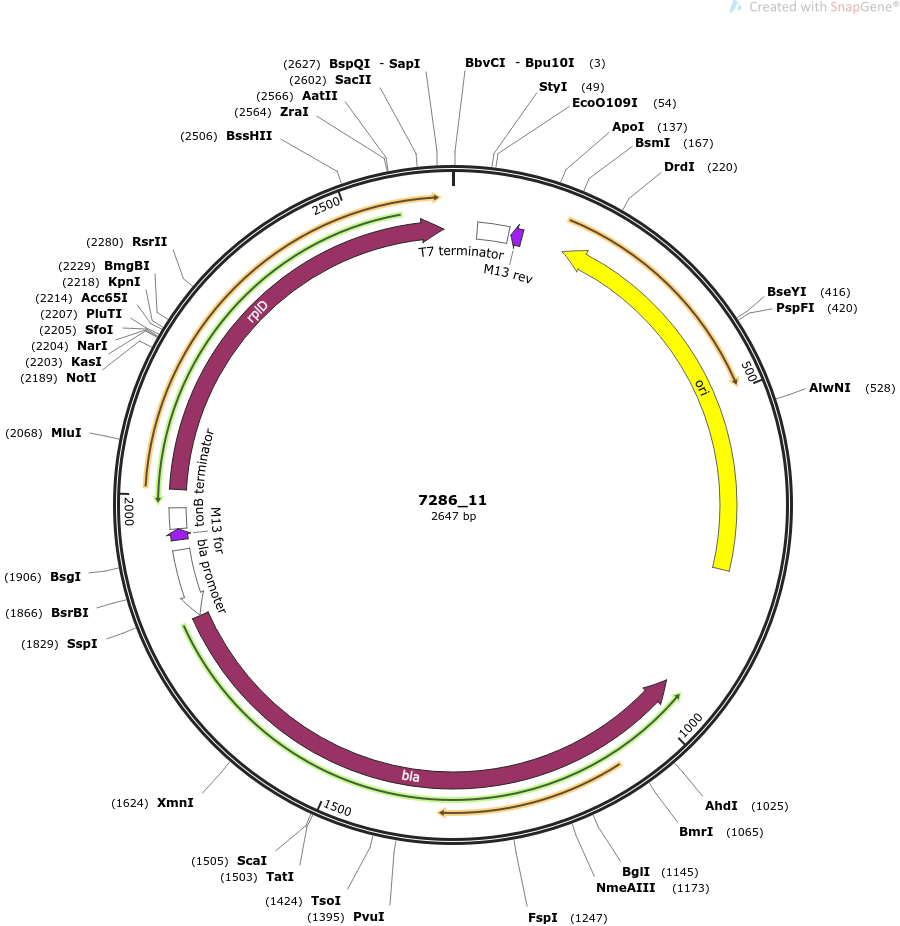 Created with SnapGene®
(2627) BspQI - SapI
(2602) SacII
(2566) AatII
(2564) ZraI
(2506) BssHII
BbvCI - Bpu10I (3)
StyI (49)
EcoO109I (54)
ApoI (137)
BsmI (167)
DrdI (220)
2500
T7 terminator
M13 rev
(2280) RsrII
(2229) BmgBI
(2218) KpnI
(2214) Acc65I
(2207) PluTI
(2205) SfoI
(2204) NarI
(2203) KasI
(2189) NotI
rplD
BseYI (416)
PspFI (420)
500
ori
AlwNI (528)
(2068) MluI
tonB terminator
2000
M13 for
bla promoter
7286_11
2647 bp
(1906) BsgI
(1866) BsrBI
(1829) SspI
1000
bla
1500
(1624) XmnI
(1505) ScaI
(1503) TatI
(1424) TsoI
(1395) PvuI
AhdI (1025)
BmrI (1065)
BglI (1145)
NmeAIII (1173)
FspI (1247)